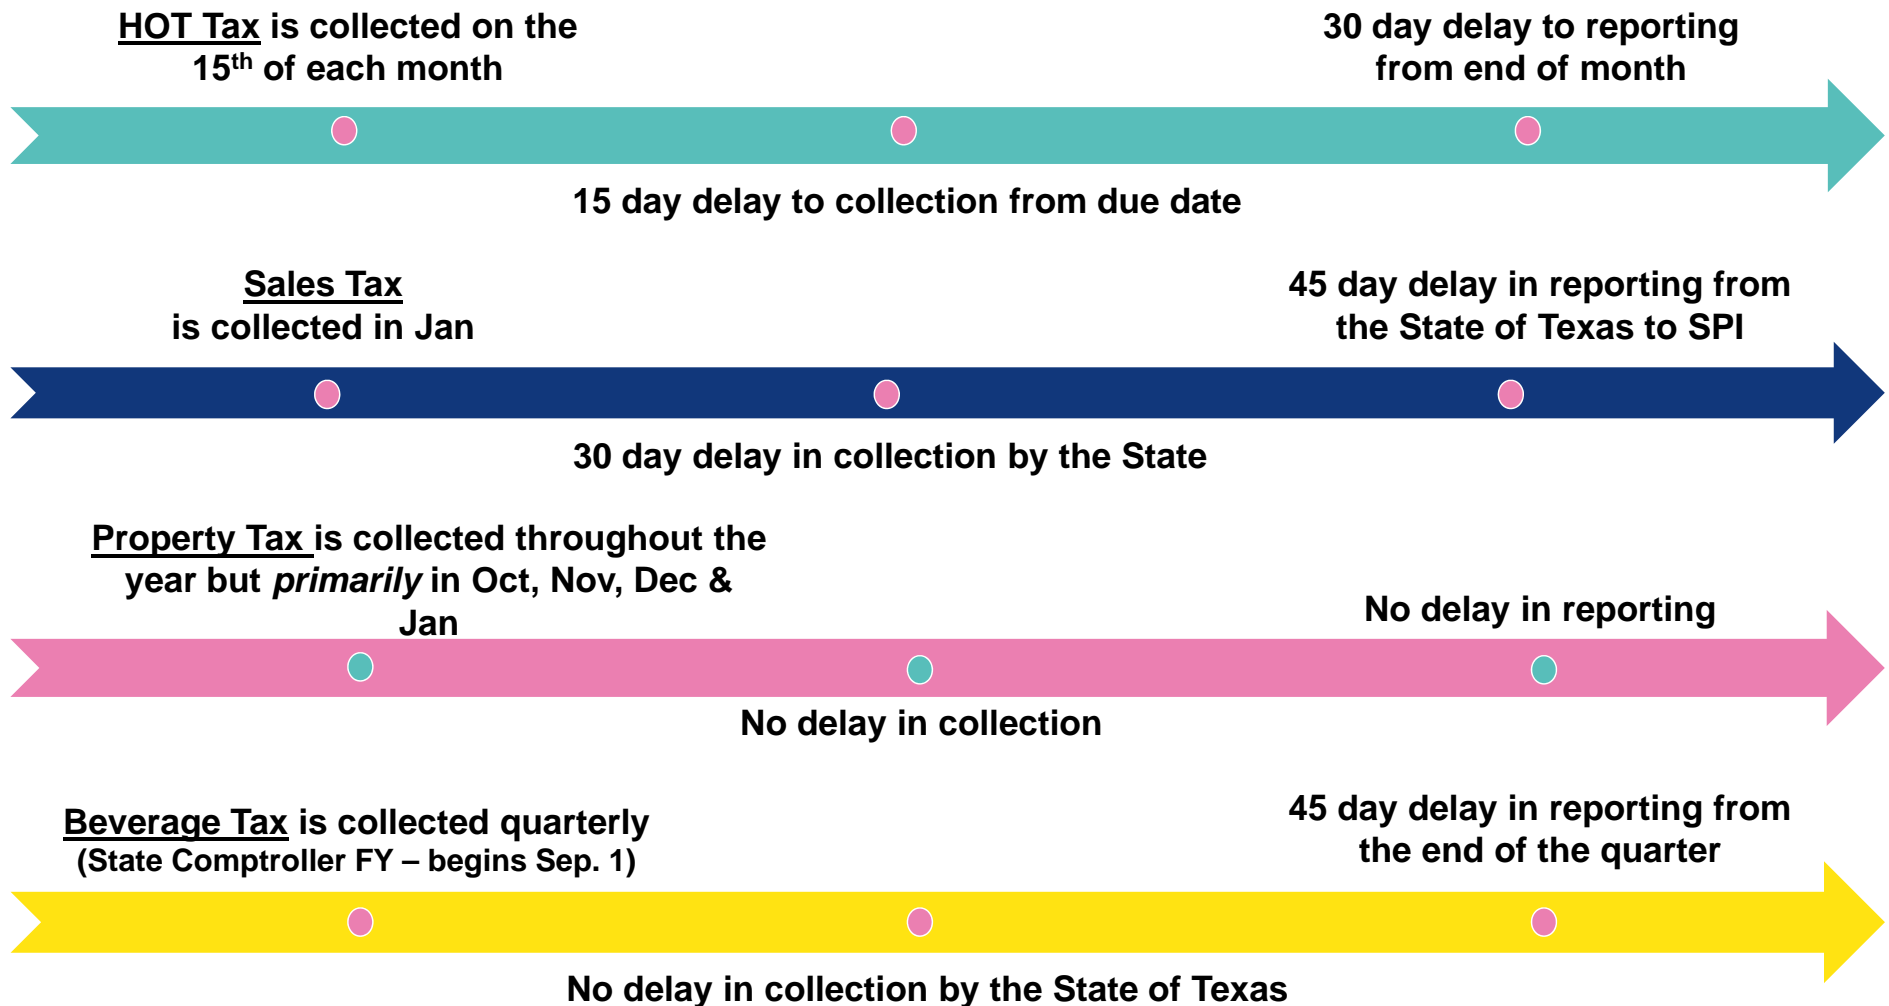 HOT Tax is collected on the
15th of each month
30 day delay to reporting
from end of month
15 day delay to collection from due date
Sales Tax
is collected in Jan
45 day delay in reporting from
the State of Texas to SPI
30 day delay in collection by the State
Property Tax is collected throughout the
year but primarily in Oct, Nov, Dec &
Jan
No delay in reporting
No delay in collection
Beverage Tax is collected quarterly
(State Comptroller FY – begins Sep. 1)
45 day delay in reporting from
the end of the quarter
No delay in collection by the State of Texas